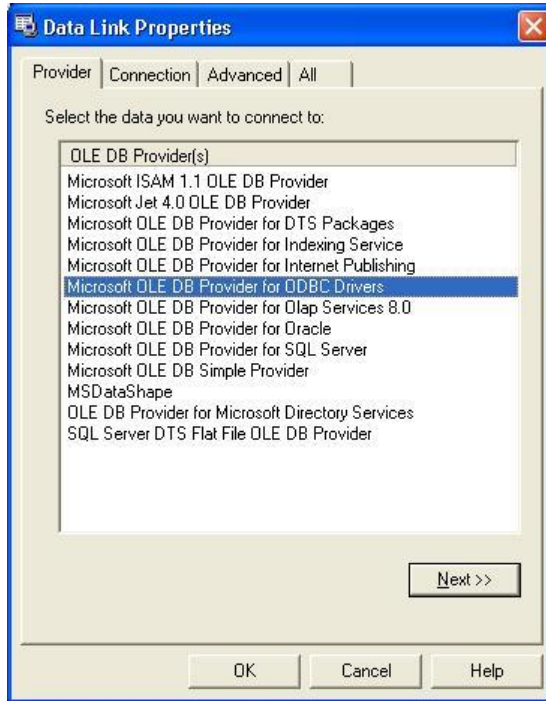 Data Link Properties
Provider Connection Advanced All
Select the data you want to connect to:
OLE DB Provider(s)
Microsoft ISAM 1.1 OLE DB Provider
Microsoft Jet 4.0 OLE DB Provider
Microsoft OLE DB Provider for DTS Packages
Microsoft OLE DB Provider for Indexing Service
Microsoft OLE DB Provider for Internet Publishing
Microsoft OLE DB Provider for ODBC Drivers
Microsoft OLE DB Provider for Olap Services 8.0
Microsoft OLE DB Provider for Oracle
Microsoft OLE DB Provider for SQL Server
Microsoft OLE DB Simple Provider
MSDataShape
OLE DB Provider for Microsoft Directory Services
SQL Server DTS Flat File OLE DB Provider
Next >>
OK Cancel Help